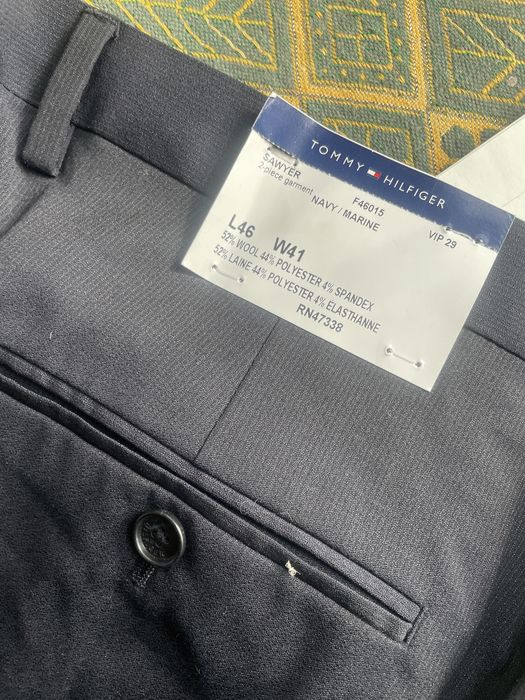 TOMMY HILFIGER
SAWYER F46015 VIP 29
2-piece garment NAVY / MARINE
L46 W41
52% WOOL 44% POLYESTER 4% SPANDEX
52% LAINE 44% POLYESTER 4% ELASTHANNE
RN47338